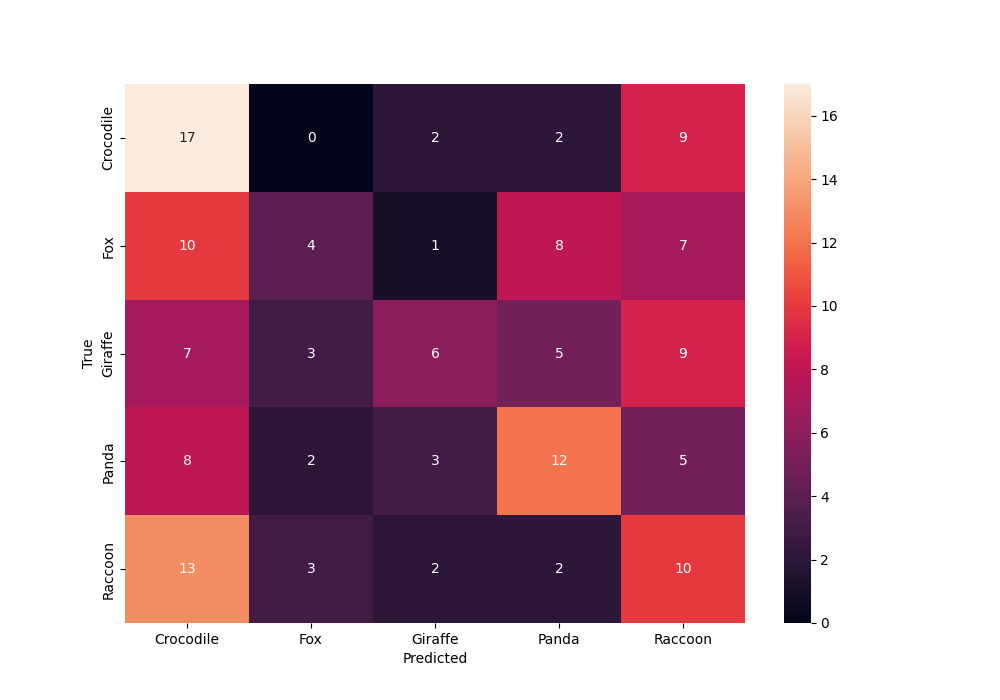 Crocodile 17 0 2 2 9
Fox 10 4 1 8 7
Giraffe 7 3 6 5 9
Panda 8 2 3 12 5
Raccoon 13 3 2 2 10
True
Crocodile Fox Giraffe Panda Raccoon
Predicted
16
14
12
10
8
6
4
2
0